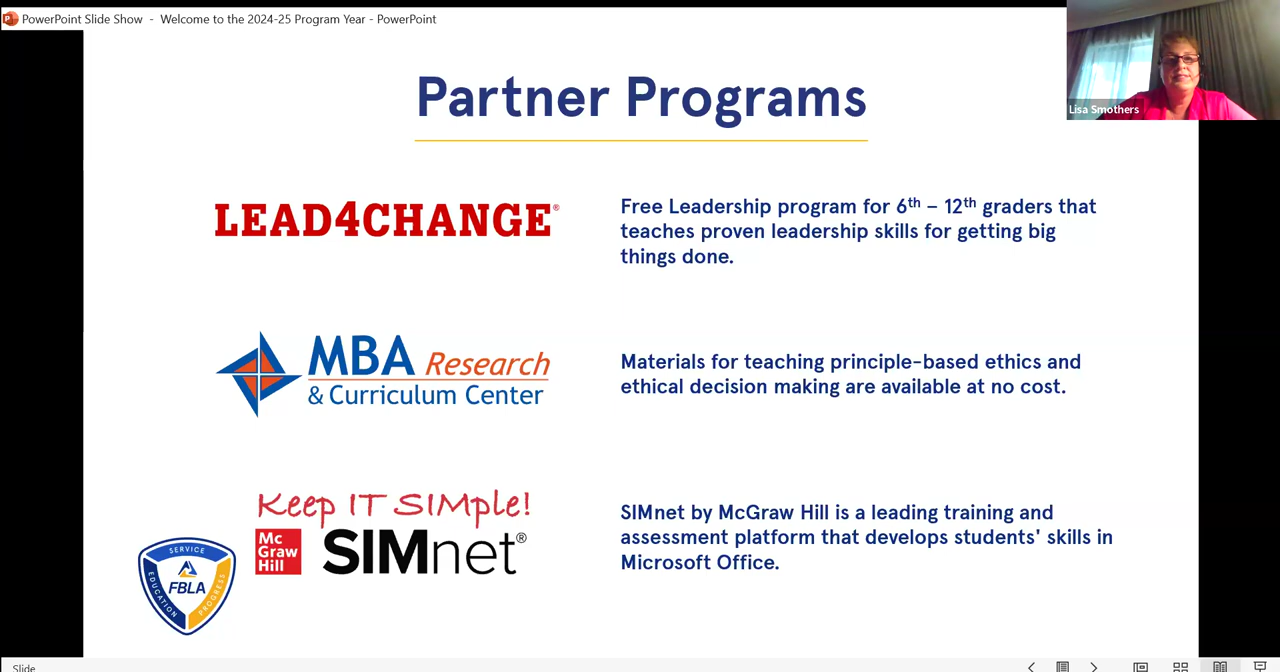 PowerPoint Slide Show - Welcome to the 2024-25 Program Year - PowerPoint
Lisa Smothers
Partner Programs
LEAD4CHANGE®
Free Leadership program for 6th – 12th graders that
teaches proven leadership skills for getting big
things done.
MBA Research
& Curriculum Center
Materials for teaching principle-based ethics and
ethical decision making are available at no cost.
Keep IT SIMple!
Mc
Graw
Hill
SIMnet®
SIMnet by McGraw Hill is a leading training and
assessment platform that develops students' skills in
Microsoft Office.
SERVICE
EDUCATION
PROGRESS
FBLA
Slide